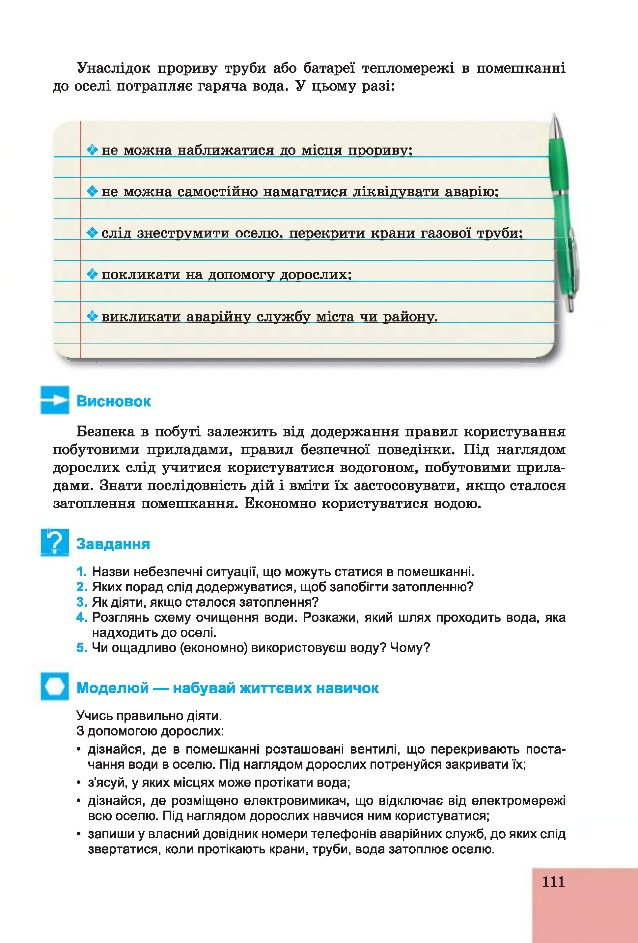 Унаслідок прориву труби або батареї тепломережі в помешканні
до оселі потрапляє гаряча вода. У цьому разі:
не можна наближатися до місця прориву;
не можна самостійно намагатися ліквідувати аварію;
слід знеструмити оселю, перекрити крани газової труби;
покликати на допомогу дорослих;
викликати аварійну службу міста чи району.
Висновок
Безпека в побуті залежить від додержання правил користування
побутовими приладами, правил безпечної поведінки. Під наглядом
дорослих слід учитися користуватися водогоном, побутовими прила-
дами. Знати послідовність дій і вміти їх застосовувати, якщо сталося
затоплення помешкання. Економно користуватися водою.
? Завдання
1. Назви небезпечні ситуації, що можуть статися в помешканні.
2. Яких порад слід додержуватися, щоб запобігти затопленню?
3. Як діяти, якщо сталося затоплення?
4. Розглянь схему очищення води. Розкажи, який шлях проходить вода, яка
надходить до оселі.
5. Чи ощадливо (економно) використовуєш воду? Чому?
Моделюй — набувай життєвих навичок
Учись правильно діяти.
З допомогою дорослих:
• дізнайся, де в помешканні розташовані вентилі, що перекривають поста-
чання води в оселю. Під наглядом дорослих потренуйся закривати їх;
• з'ясуй, у яких місцях може протікати вода;
• дізнайся, де розміщено електровимикач, що відключає від електромережі
всю оселю. Під наглядом дорослих навчися ним користуватися;
• запиши у власний довідник номери телефонів аварійних служб, до яких слід
звертатися, коли протікають крани, труби, вода затоплює оселю.
111